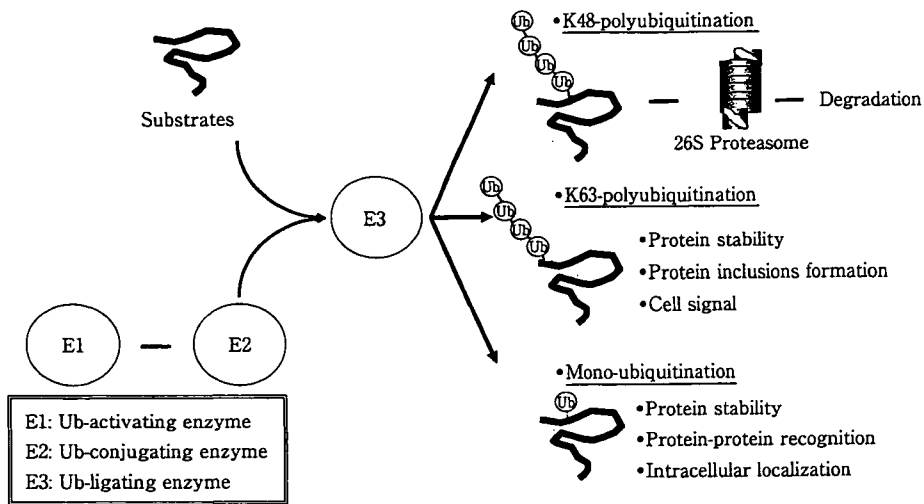 Ub
Ub
Ub
Ub
•K48-polyubiquitination
Substrates
26S Proteasome
Degradation
Ub
Ub
Ub
Ub
•K63-polyubiquitination
E3
•Protein stability
•Protein inclusions formation
•Cell signal
E1
E2
•Mono-ubiquitination
Ub
•Protein stability
•Protein-protein recognition
•Intracellular localization
E1: Ub-activating enzyme
E2: Ub-conjugating enzyme
E3: Ub-ligating enzyme